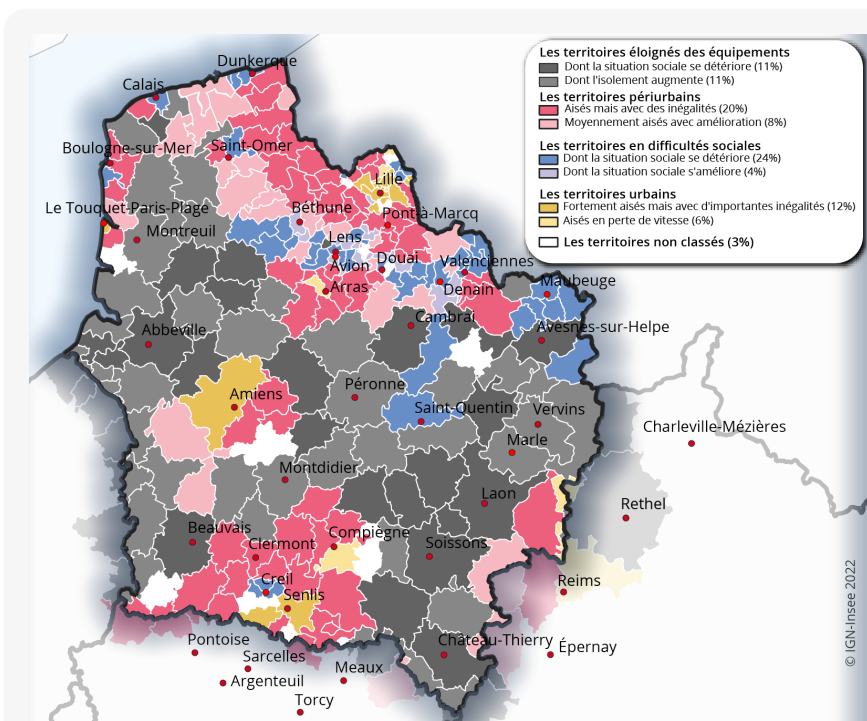 Les territoires éloignés des équipements
Dont la situation sociale se détériore (11%)
Dont l'isolement augmente (11%)
Les territoires périurbains
Aisés mais avec des inégalités (20%)
Moyennement aisés avec amélioration (8%)
Les territoires en difficultés sociales
Dont la situation sociale se détériore (24%)
Dont la situation sociale s'améliore (4%)
Les territoires urbains
Fortement aisés mais avec d'importantes inégalités (12%)
Aisés en perte de vitesse (6%)
Les territoires non classés (3%)
Dunkerque
Calais
Boulogne-sur-Mer
Saint-Omer
Lille
Le Touquet-Paris-Plage
Béthune
Pont-à-Marcq
Montreuil
Lens
Avion
Douai
Valenciennes
Arras
Denain
Maubeuge
Cambrai
Avesnes-sur-Helpe
Abbeville
Amiens
Péronne
Saint-Quentin
Vervins
Charleville-Mézières
Marle
Montdidier
Laon
Rethel
Beauvais
Compiègne
Clermont
Soissons
Creil
Senlis
Reims
Pontoise
Château-Thierry
Épernay
Sarcelles
Meaux
Argenteuil
Torcy
© IGN-Insee 2022